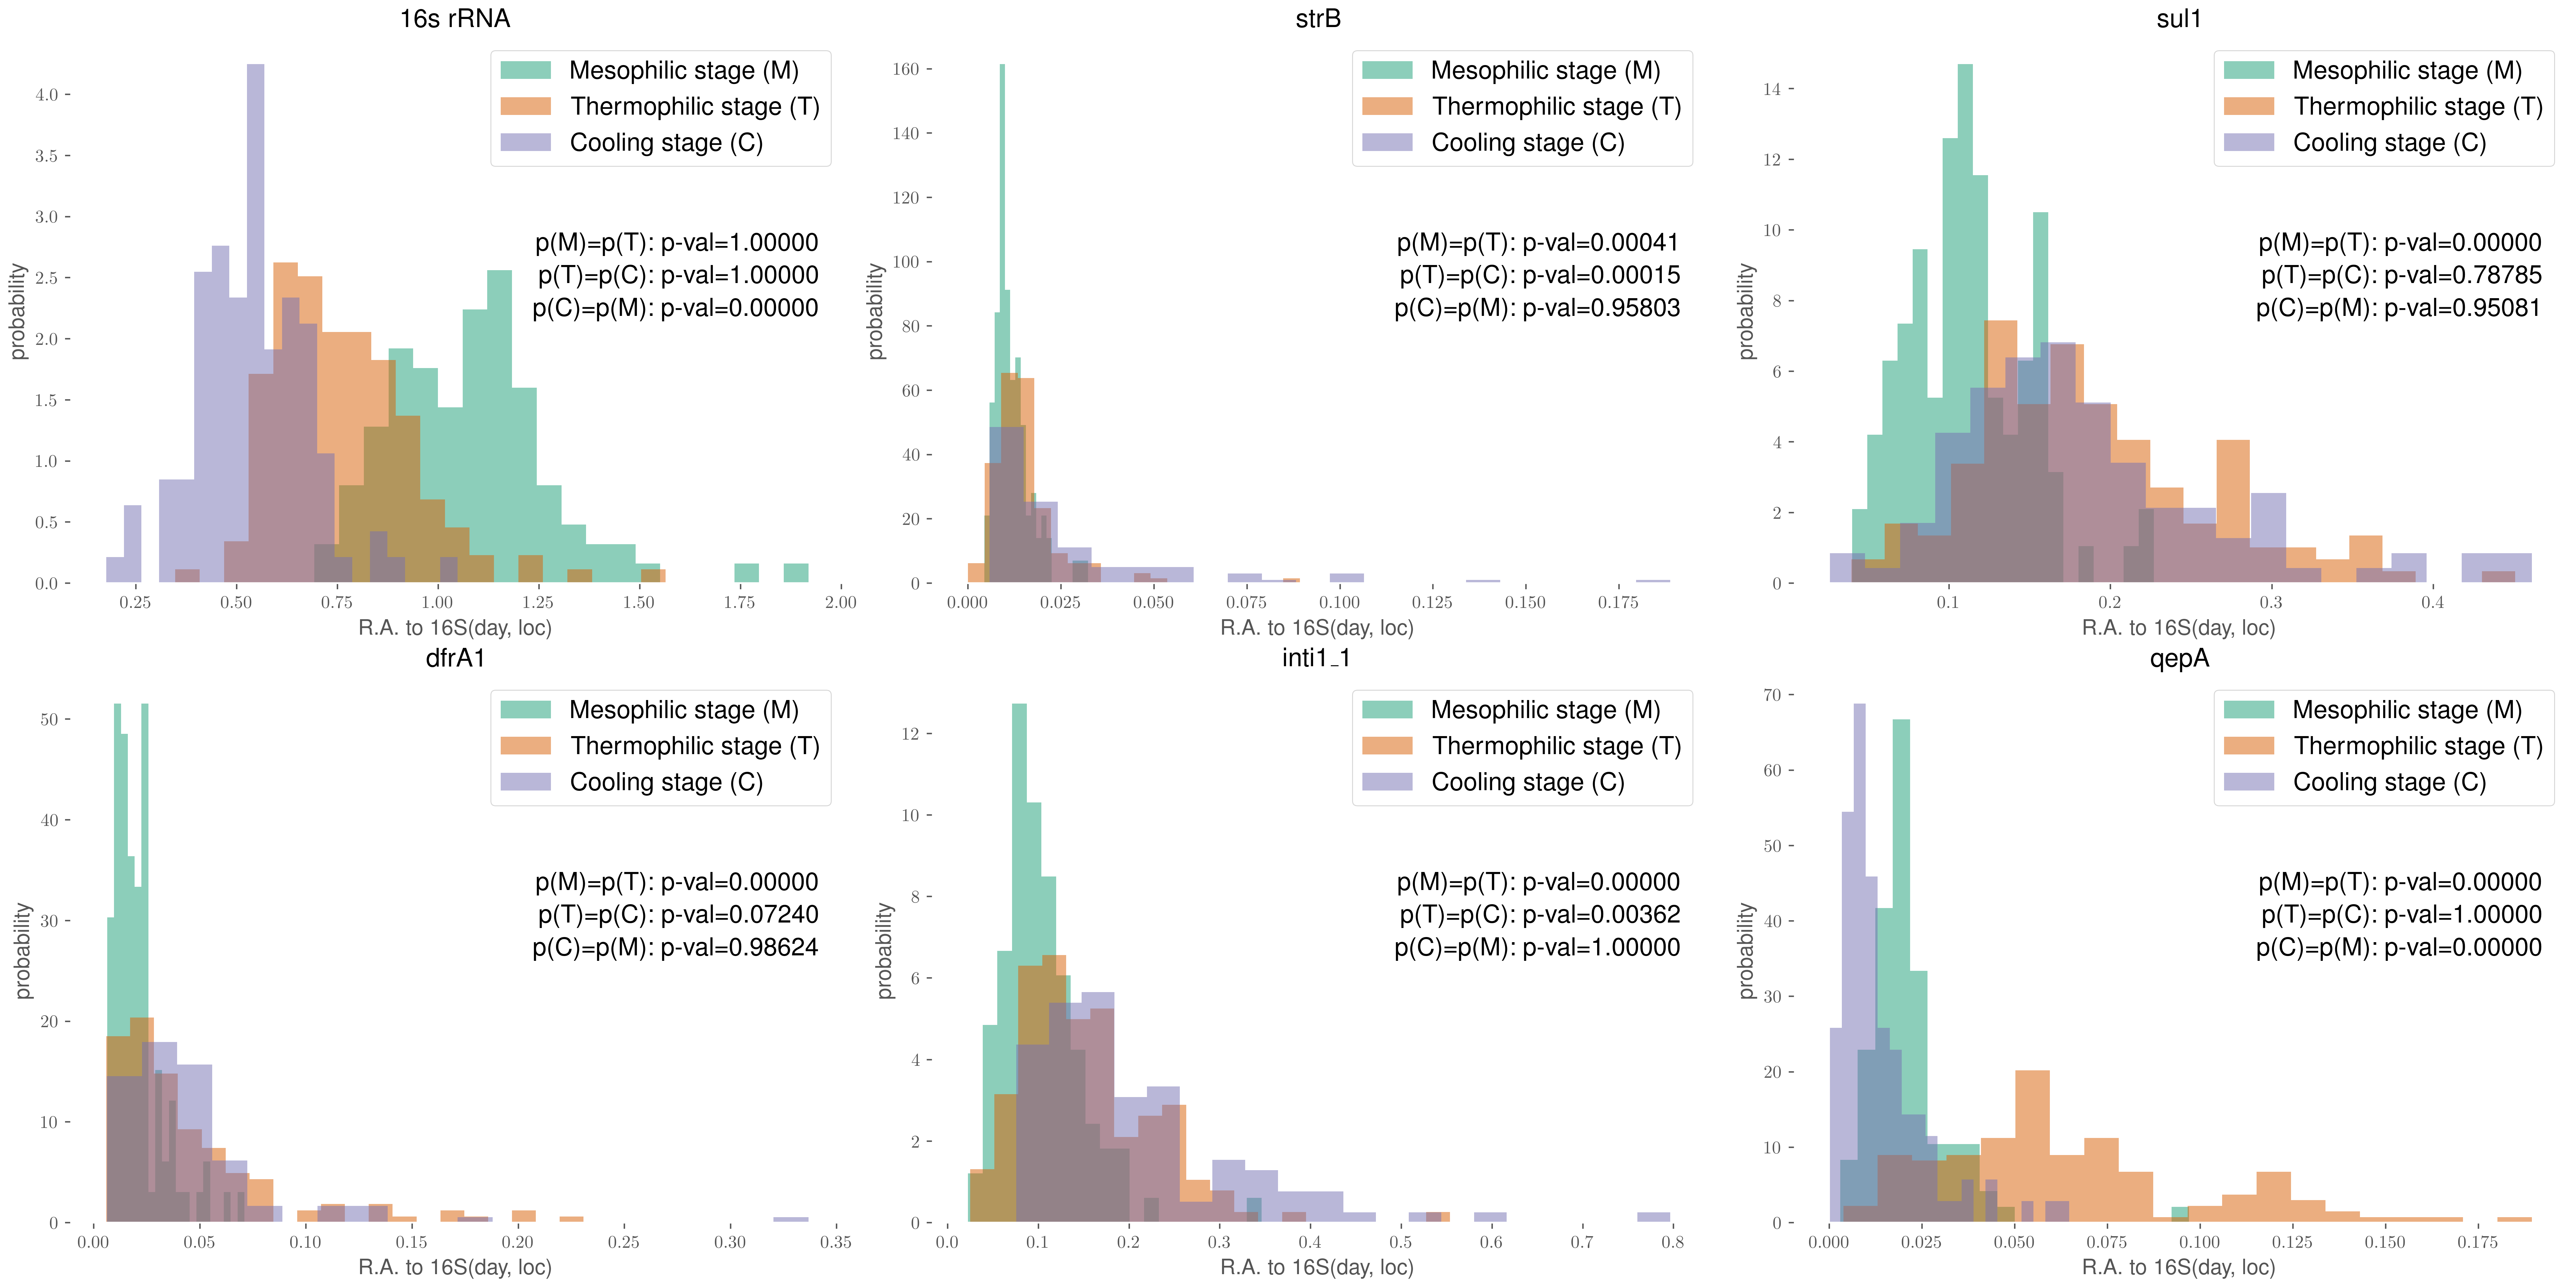 16s rRNA
4.0
3.5
3.0
2.5
2.0
1.5
1.0
0.5
0.0
probability
Mesophilic stage (M)
Thermophilic stage (T)
Cooling stage (C)
p(M)=p(T): p-val=1.00000
p(T)=p(C): p-val=1.00000
p(C)=p(M): p-val=0.00000
0.25 0.50 0.75 1.00 1.25 1.50 1.75 2.00
R.A. to 16S(day, loc)
strB
160
140
120
100
80
60
40
20
0
probability
Mesophilic stage (M)
Thermophilic stage (T)
Cooling stage (C)
p(M)=p(T): p-val=0.00041
p(T)=p(C): p-val=0.00015
p(C)=p(M): p-val=0.95803
0.000 0.025 0.050 0.075 0.100 0.125 0.150 0.175
R.A. to 16S(day, loc)
sul1
14
12
10
8
6
4
2
0
probability
Mesophilic stage (M)
Thermophilic stage (T)
Cooling stage (C)
p(M)=p(T): p-val=0.00000
p(T)=p(C): p-val=0.78785
p(C)=p(M): p-val=0.95081
0.1 0.2 0.3 0.4
R.A. to 16S(day, loc)
dfrA1
50
40
30
20
10
0
probability
Mesophilic stage (M)
Thermophilic stage (T)
Cooling stage (C)
p(M)=p(T): p-val=0.00000
p(T)=p(C): p-val=0.07240
p(C)=p(M): p-val=0.98624
0.00 0.05 0.10 0.15 0.20 0.25 0.30 0.35
R.A. to 16S(day, loc)
inti1_1
12
10
8
6
4
2
0
probability
Mesophilic stage (M)
Thermophilic stage (T)
Cooling stage (C)
p(M)=p(T): p-val=0.00000
p(T)=p(C): p-val=0.00362
p(C)=p(M): p-val=1.00000
0.0 0.1 0.2 0.3 0.4 0.5 0.6 0.7 0.8
R.A. to 16S(day, loc)
qepA
70
60
50
40
30
20
10
0
probability
Mesophilic stage (M)
Thermophilic stage (T)
Cooling stage (C)
p(M)=p(T): p-val=0.00000
p(T)=p(C): p-val=1.00000
p(C)=p(M): p-val=0.00000
0.000 0.025 0.050 0.075 0.100 0.125 0.150 0.175
R.A. to 16S(day, loc)